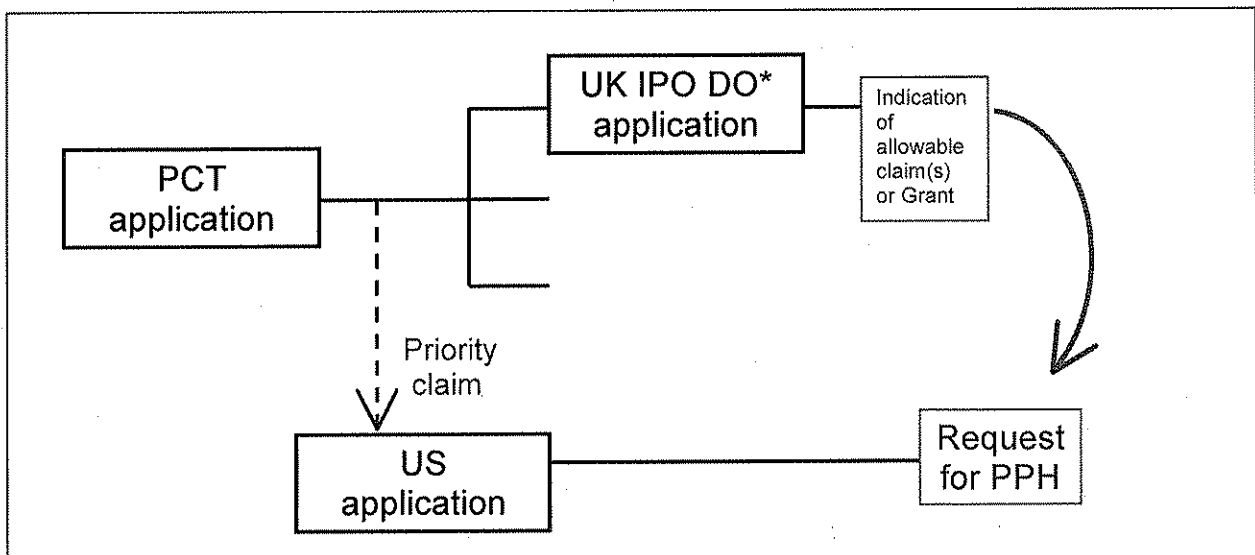 UK IPO DO*
application
Indication
of
allowable
claim(s)
or Grant
PCT
application
Priority
claim
US
application
Request
for PPH